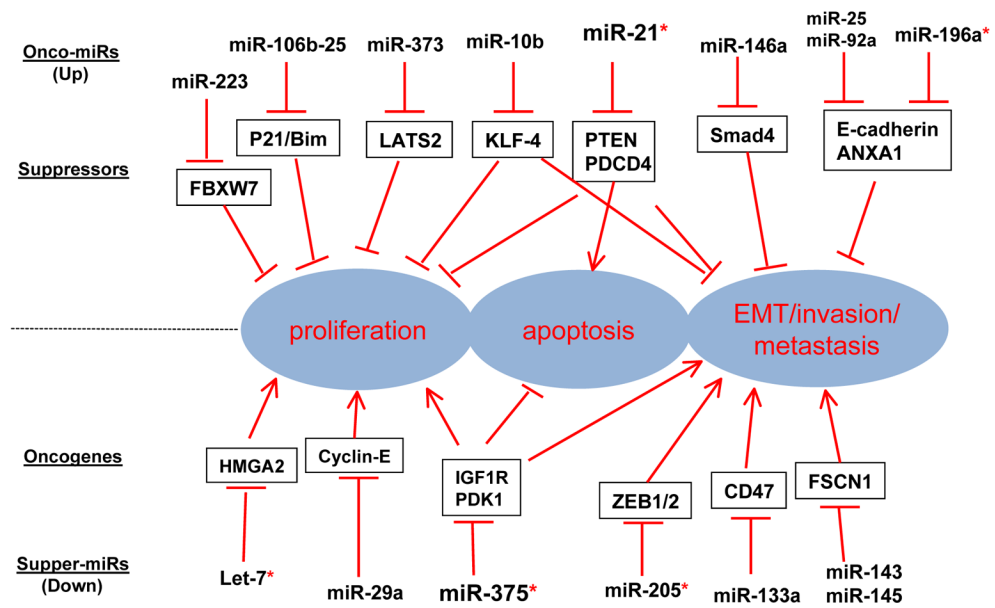 Onco-miRs
(Up)
miR-223
miR-106b-25
miR-373
miR-10b
miR-21*
miR-146a
miR-25
miR-92a
miR-196a*
Suppressors
FBXW7
P21/Bim
LATS2
KLF-4
PTEN
PDCD4
Smad4
E-cadherin
ANXA1
proliferation
apoptosis
EMT/invasion/
metastasis
Oncogenes
HMGA2
Cyclin-E
IGF1R
PDK1
ZEB1/2
CD47
FSCN1
Supper-miRs
(Down)
Let-7*
miR-29a
miR-375*
miR-205*
miR-133a
miR-143
miR-145